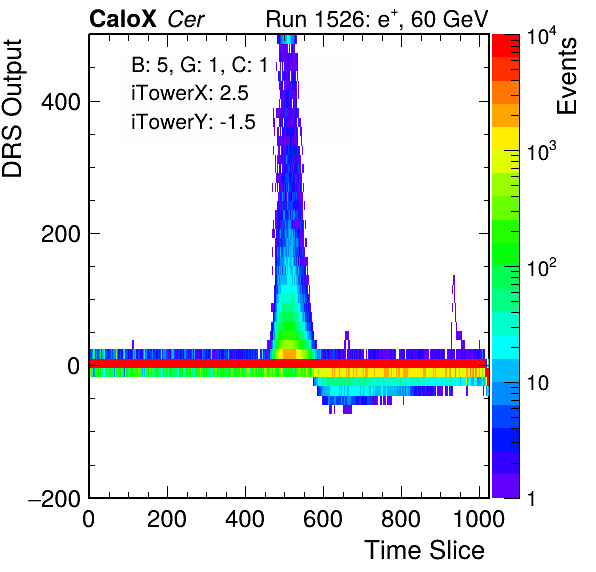 CaloX Cer Run 1526: e⁺, 60 GeV
B: 5, G: 1, C: 1
iTowerX: 2.5
iTowerY: -1.5
DRS Output
400
200
0
−200
0 200 400 600 800 1000
Time Slice
Events
10⁴
10³
10²
10
1